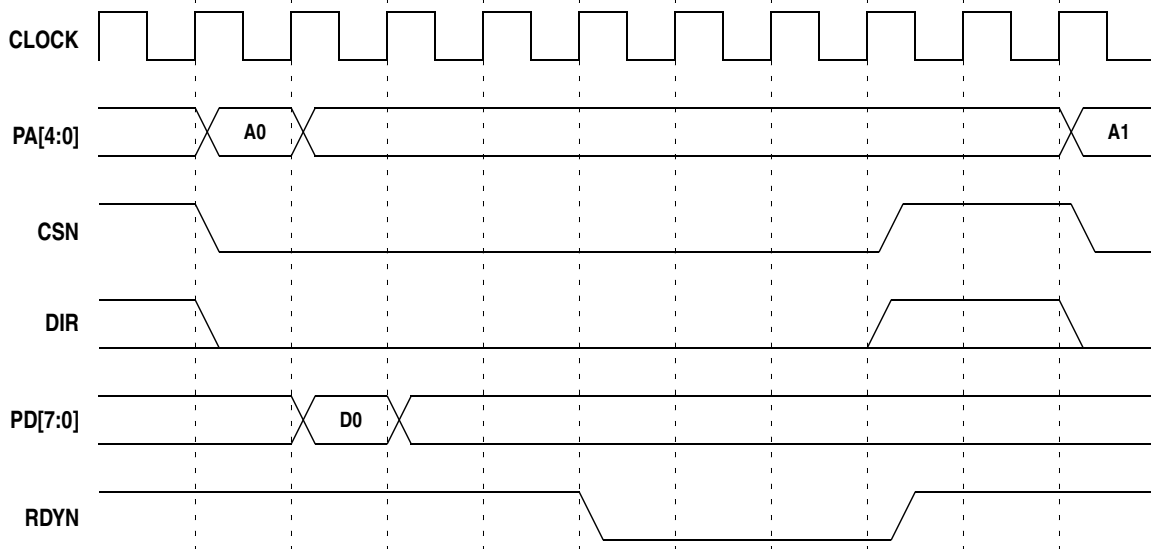 CLOCK
PA[4:0]
A0
A1
CSN
DIR
PD[7:0]
D0
RDYN